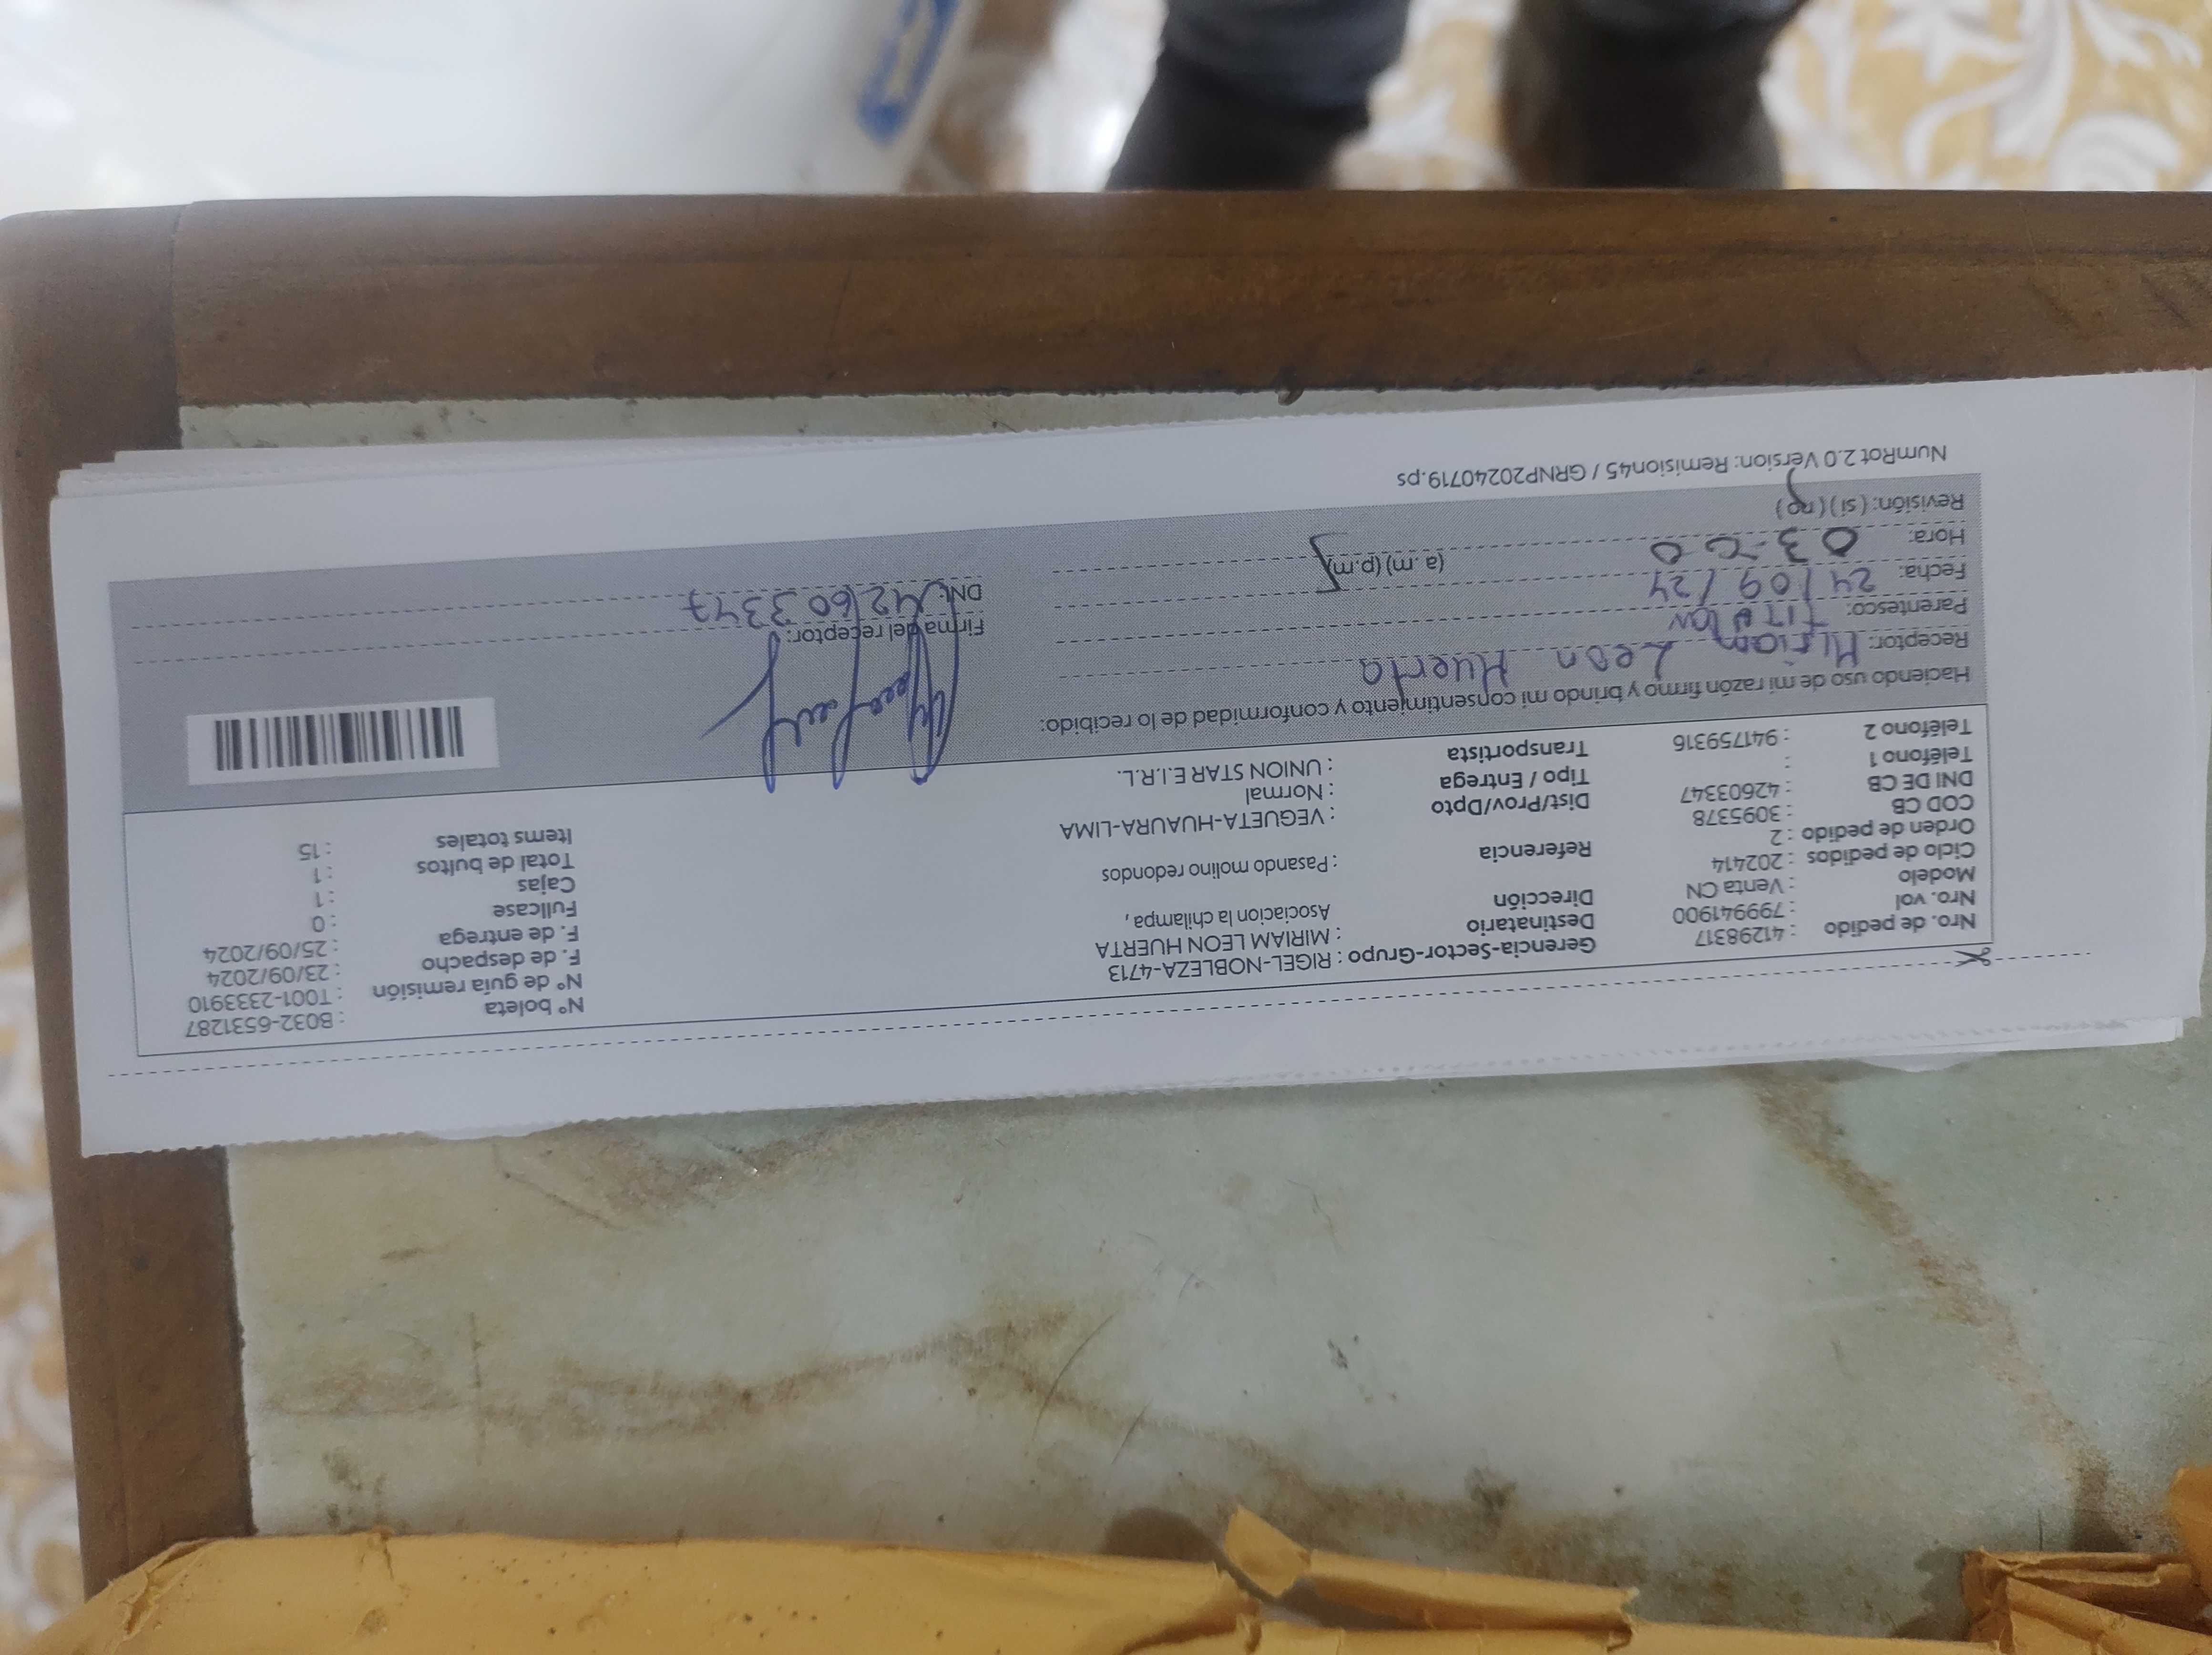 Nro. de pedido : 41298317
Nro. vol : 799941900
Modelo : Venta CN
Ciclo de pedidos : 202414
Orden de pedido : 2
COD CB : 3095378
DNI DE CB : 42603347
Teléfono 1 :
Teléfono 2 : 941759316
Gerencia-Sector-Grupo : RIGEL-NOBLEZA-4713
Destinatario : MIRIAM LEON HUERTA
Dirección Asociacion la chilampa,
Referencia : Pasando molino redondos
Dist/Prov/Dpto : VEGUETA-HUAURA-LIMA
Tipo / Entrega : Normal
Transportista : UNION STAR E.I.R.L.
N° boleta : B032-6531287
N° de guía remisión : T001-2333910
F. de despacho : 23/09/2024
F. de entrega : 25/09/2024
Fullcase : 0
Cajas : 1
Total de bultos : 1
Items totales : 15
Haciendo uso de mi razón firmo y brindo mi consentimiento y conformidad de lo recibido:
Receptor: Miriam Leon Huerta
Parentesco: Titular
Fecha: 24/09/24
Hora: 03:00 (a.m) (p.m)
Revisión: (sí) (no)
Firma del receptor:
DNI: 42603347
NumRot 2.0 Version: Remision45 / GRNP20240719.ps